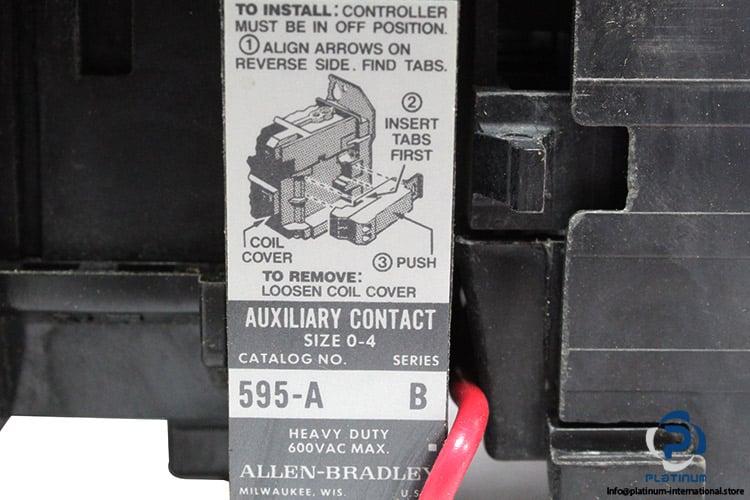 TO INSTALL: CONTROLLER
MUST BE IN OFF POSITION.
① ALIGN ARROWS ON
REVERSE SIDE. FIND TABS.
②
INSERT
TABS
FIRST
COIL
COVER
③ PUSH
TO REMOVE:
LOOSEN COIL COVER
AUXILIARY CONTACT
SIZE 0-4
CATALOG NO. SERIES
595-A B
HEAVY DUTY
600VAC MAX.
ALLEN-BRADLEY
MILWAUKEE, WIS. U.S.
PLATINUM
Info@platinum-international.store